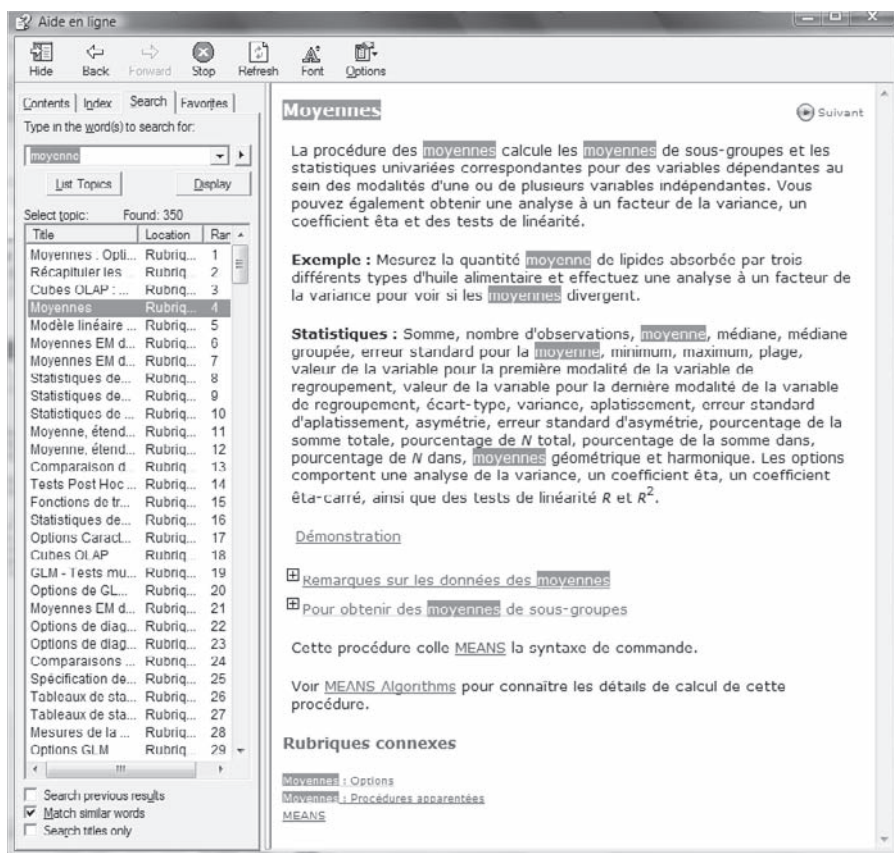 Aide en ligne
Hide Back Forward Stop Refresh Font Options
Contents Index Search Favorites
Type in the word(s) to search for:
moyenne
List Topics Display
Select topic: Found: 350
Title Location Ran
Moyennes : Opti... Rubriq... 1
Récapituler les ... Rubriq... 2
Cubes OLAP : ... Rubriq... 3
Moyennes Rubriq... 4
Modèle linéaire ... Rubriq... 5
Moyennes EM d... Rubriq... 6
Moyennes EM d... Rubriq... 7
Statistiques de... Rubriq... 8
Statistiques de... Rubriq... 9
Statistiques de ... Rubriq... 10
Moyenne, étend... Rubriq... 11
Moyenne, étend... Rubriq... 12
Comparaison d... Rubriq... 13
Tests Post Hoc ... Rubriq... 14
Fonctions de tr... Rubriq... 15
Statistiques de... Rubriq... 16
Options Caract... Rubriq... 17
Cubes OLAP Rubriq... 18
GLM - Tests mu... Rubriq... 19
Options de GL... Rubriq... 20
Moyennes EM d... Rubriq... 21
Options de diag... Rubriq... 22
Options de diag... Rubriq... 23
Comparaisons ... Rubriq... 24
Spécification de... Rubriq... 25
Tableaux de sta... Rubriq... 26
Tableaux de sta... Rubriq... 27
Mesures de la ... Rubriq... 28
Options GLM Rubriq... 29
Search previous results
Match similar words
Search titles only
Moyennes
Suivant
La procédure des moyennes calcule les moyennes de sous-groupes et les
statistiques univariées correspondantes pour des variables dépendantes au
sein des modalités d'une ou de plusieurs variables indépendantes. Vous
pouvez également obtenir une analyse à un facteur de la variance, un
coefficient êta et des tests de linéarité.
Exemple : Mesurez la quantité moyenne de lipides absorbée par trois
différents types d'huile alimentaire et effectuez une analyse à un facteur de
la variance pour voir si les moyennes divergent.
Statistiques : Somme, nombre d'observations, moyenne, médiane, médiane
groupée, erreur standard pour la moyenne, minimum, maximum, plage,
valeur de la variable pour la première modalité de la variable de
regroupement, valeur de la variable pour la dernière modalité de la variable
de regroupement, écart-type, variance, aplatissement, erreur standard
d'aplatissement, asymétrie, erreur standard d'asymétrie, pourcentage de la
somme totale, pourcentage de N total, pourcentage de la somme dans,
pourcentage de N dans, moyennes géométrique et harmonique. Les options
comportent une analyse de la variance, un coefficient êta, un coefficient
êta-carré, ainsi que des tests de linéarité R et R².
Démonstration
Remarques sur les données des moyennes
Pour obtenir des moyennes de sous-groupes
Cette procédure colle MEANS la syntaxe de commande.
Voir MEANS Algorithms pour connaître les détails de calcul de cette
procédure.
Rubriques connexes
Moyennes : Options
Moyennes : Procédures apparentées
MEANS